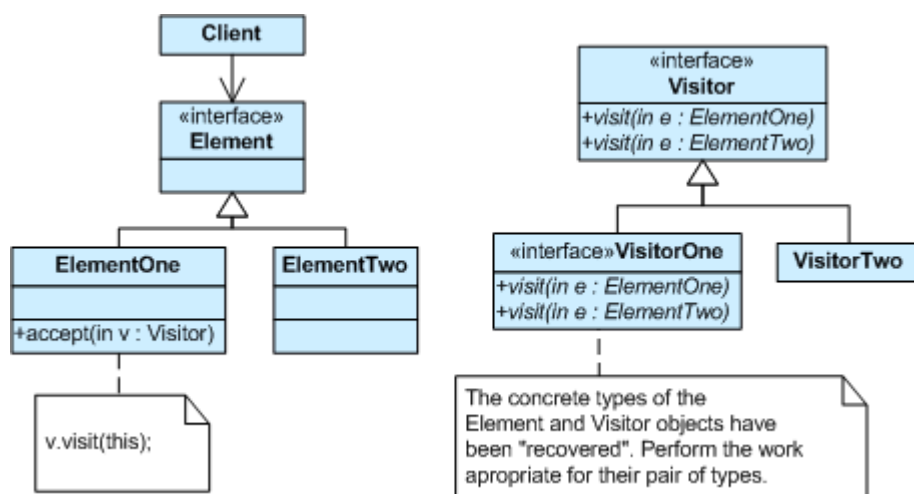 Client
«interface»
Element
ElementOne
+accept(in v : Visitor)
ElementTwo
v.visit(this);
«interface»
Visitor
+visit(in e : ElementOne)
+visit(in e : ElementTwo)
«interface»VisitorOne
+visit(in e : ElementOne)
+visit(in e : ElementTwo)
VisitorTwo
The concrete types of the
Element and Visitor objects have
been "recovered". Perform the work
apropriate for their pair of types.